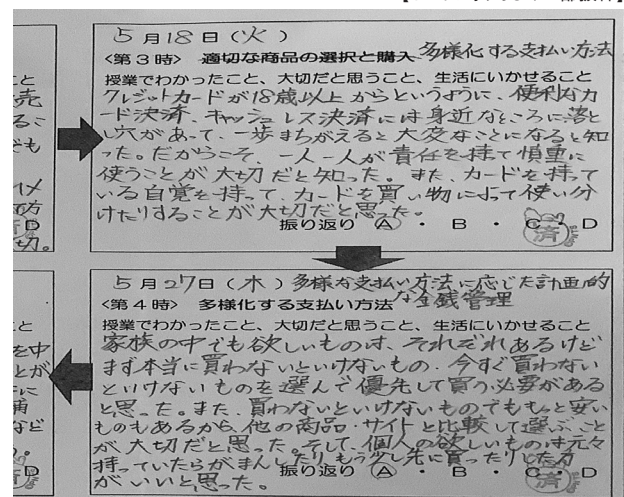 5月18日(火)
<第3時> 適切な商品の選択と購入 多様化する支払い方法
授業でわかったこと、大切だと思うこと、生活にいかせること
クレジットカードが18歳以上からというように、便利なカ
ード決済、キャッシュレス決済には身近なところに落と
し穴があって、一歩まちがえると大変なことになると知
った。だからこそ、一人一人が責任を持って慎重に
使うことが大切だと知った。また、カードを持って
いる自覚を持って、カードを買い物によって使い分
けたりすることが大切だと思った。
振り返り A ・ B ・ C ・ D
済
5月27日(木) 多様な支払い方法に応じた計画的
な金銭管理
<第4時> 多様化する支払い方法
授業でわかったこと、大切だと思うこと、生活にいかせること
家族の中でも欲しいものは、それぞれあるけど
まず本当に買わないといけないもの・今すぐ買わない
といけないものを選んで優先して買う必要がある
と思った。また、買わないといけないものでももっと安い
ものもあるから、他の商品・サイトと比較して選ぶこと
が大切だと思った。そして、個人の欲しいものは元々
持っていたらがまんしたり、もう少し先に買ったりした方
がいいと思った。
振り返り A ・ B ・ C ・ D
済